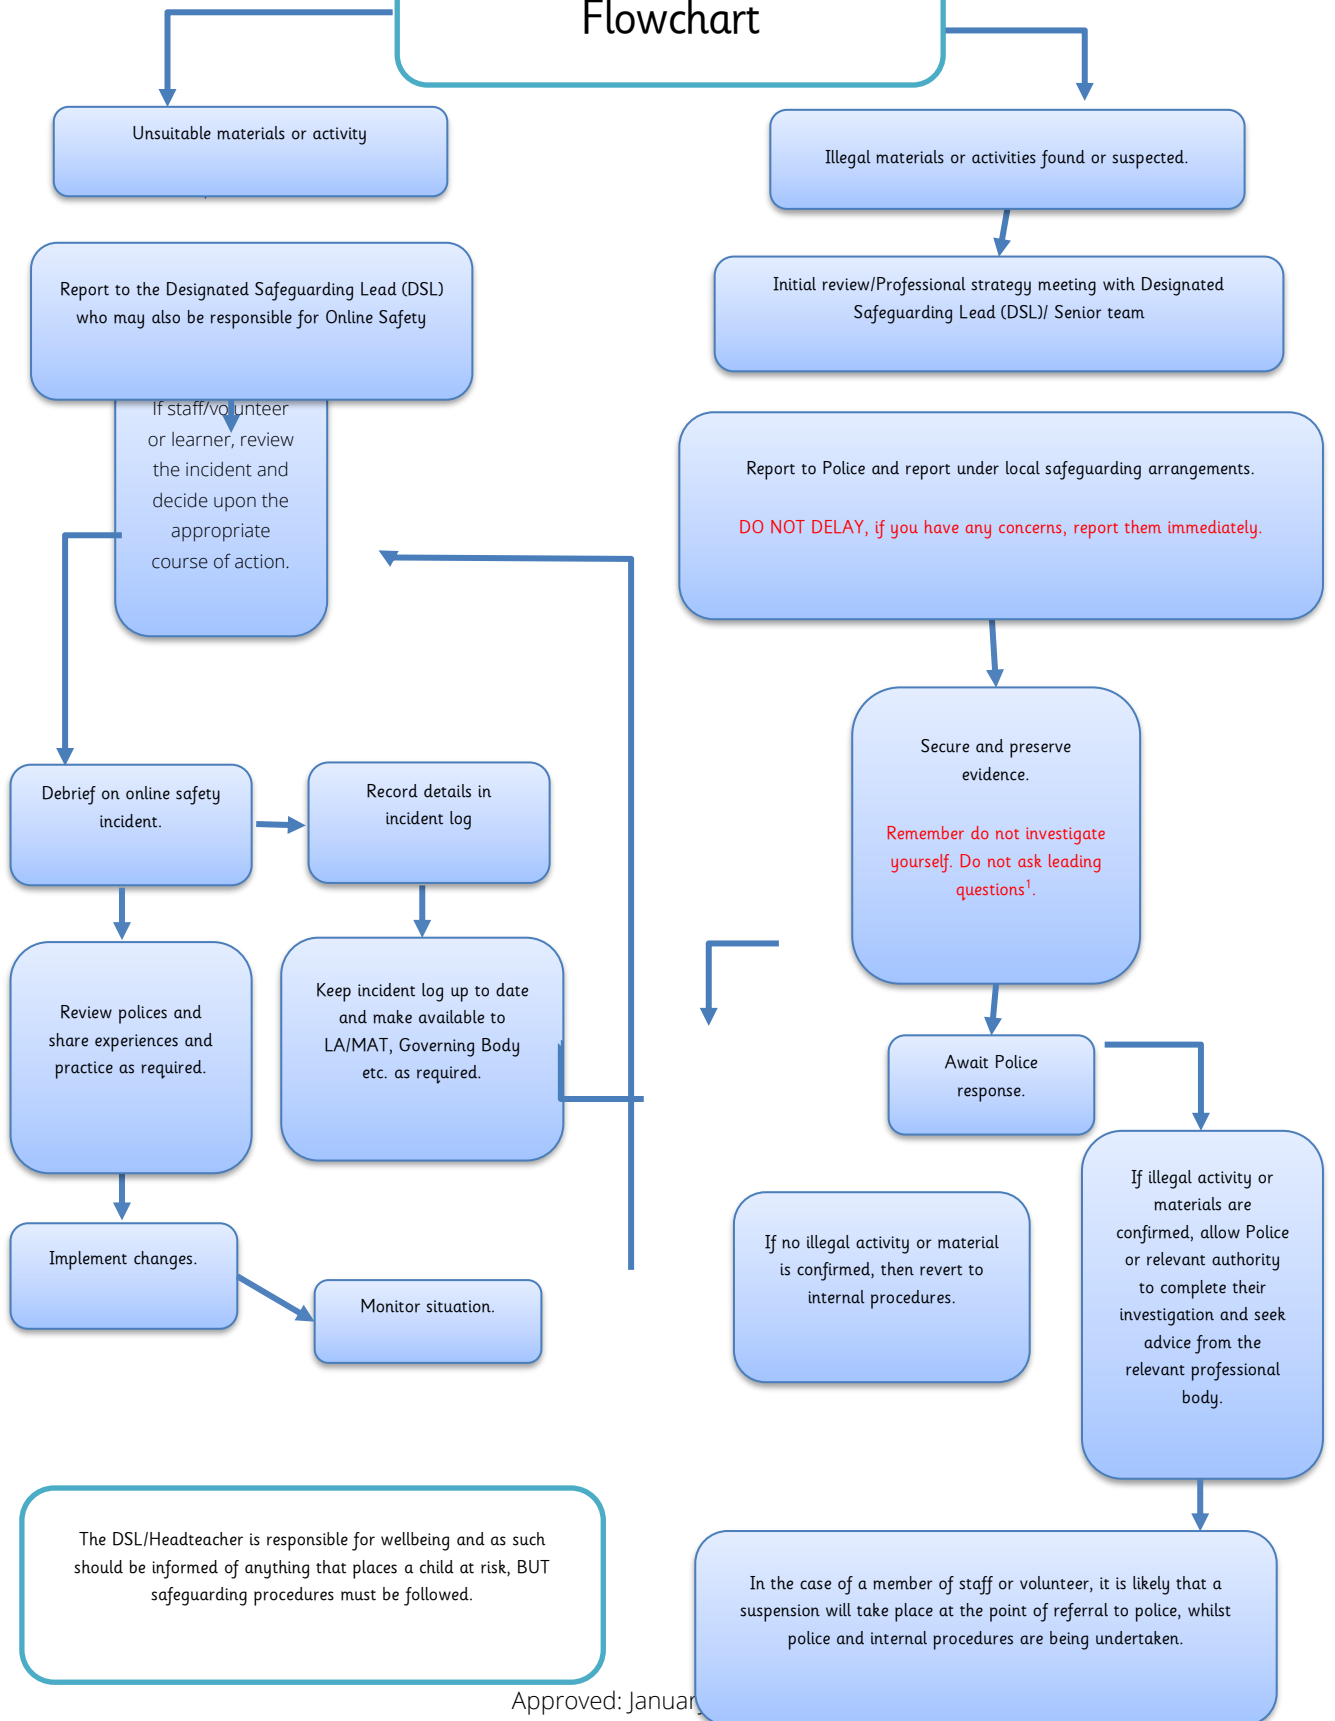 Flowchart
Unsuitable materials or activity
Report to the Designated Safeguarding Lead (DSL)
who may also be responsible for Online Safety
If staff/volunteer
or learner, review
the incident and
decide upon the
appropriate
course of action.
Debrief on online safety
incident.
Record details in
incident log
Review polices and
share experiences and
practice as required.
Keep incident log up to date
and make available to
LA/MAT, Governing Body
etc. as required.
Implement changes.
Monitor situation.
The DSL/Headteacher is responsible for wellbeing and as such
should be informed of anything that places a child at risk, BUT
safeguarding procedures must be followed.
Illegal materials or activities found or suspected.
Initial review/Professional strategy meeting with Designated
Safeguarding Lead (DSL)/ Senior team
Report to Police and report under local safeguarding arrangements.
DO NOT DELAY, if you have any concerns, report them immediately.
Secure and preserve
evidence.
Remember do not investigate
yourself. Do not ask leading
questions¹.
Await Police
response.
If no illegal activity or material
is confirmed, then revert to
internal procedures.
If illegal activity or
materials are
confirmed, allow Police
or relevant authority
to complete their
investigation and seek
advice from the
relevant professional
body.
In the case of a member of staff or volunteer, it is likely that a
suspension will take place at the point of referral to police, whilst
police and internal procedures are being undertaken.
Approved: January